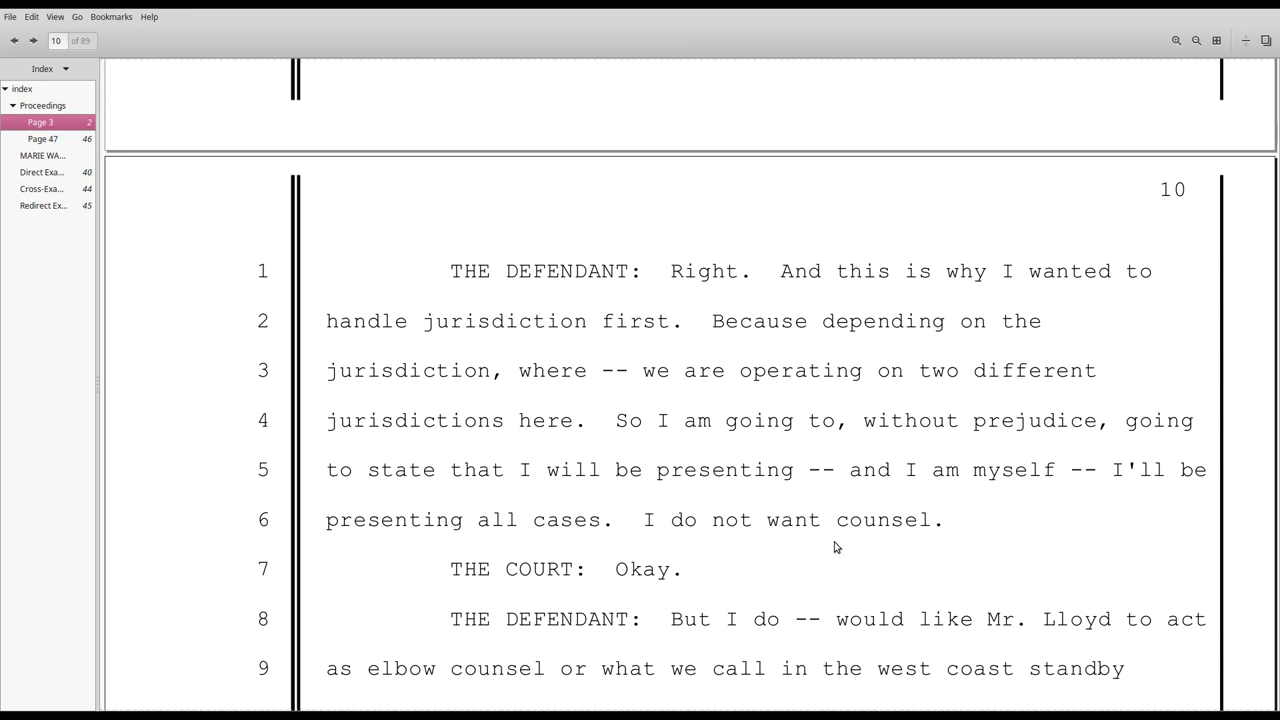 File Edit View Go Bookmarks Help
10 of 89
Index
index
Proceedings
Page 3 2
Page 47 46
MARIE WA...
Direct Exa... 40
Cross-Exa... 44
Redirect Ex... 45
10
1 THE DEFENDANT: Right. And this is why I wanted to
2 handle jurisdiction first. Because depending on the
3 jurisdiction, where -- we are operating on two different
4 jurisdictions here. So I am going to, without prejudice, going
5 to state that I will be presenting -- and I am myself -- I'll be
6 presenting all cases. I do not want counsel.
7 THE COURT: Okay.
8 THE DEFENDANT: But I do -- would like Mr. Lloyd to act
9 as elbow counsel or what we call in the west coast standby